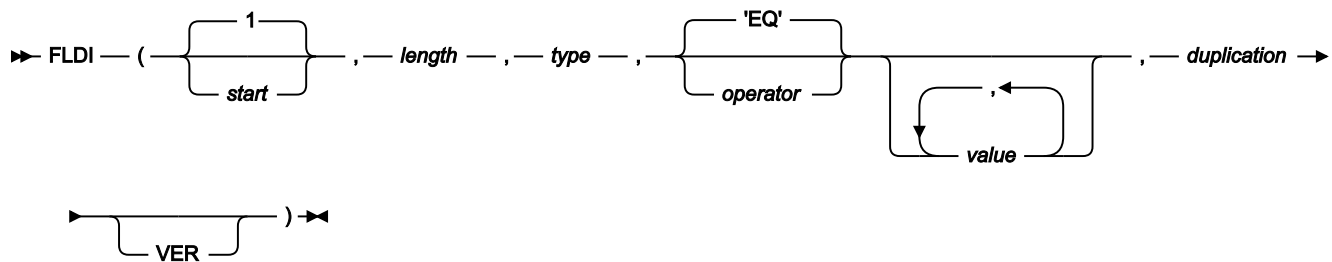 1 'EQ'
FLDI ( , length , type , , duplication
start operator ,
value
)
VER